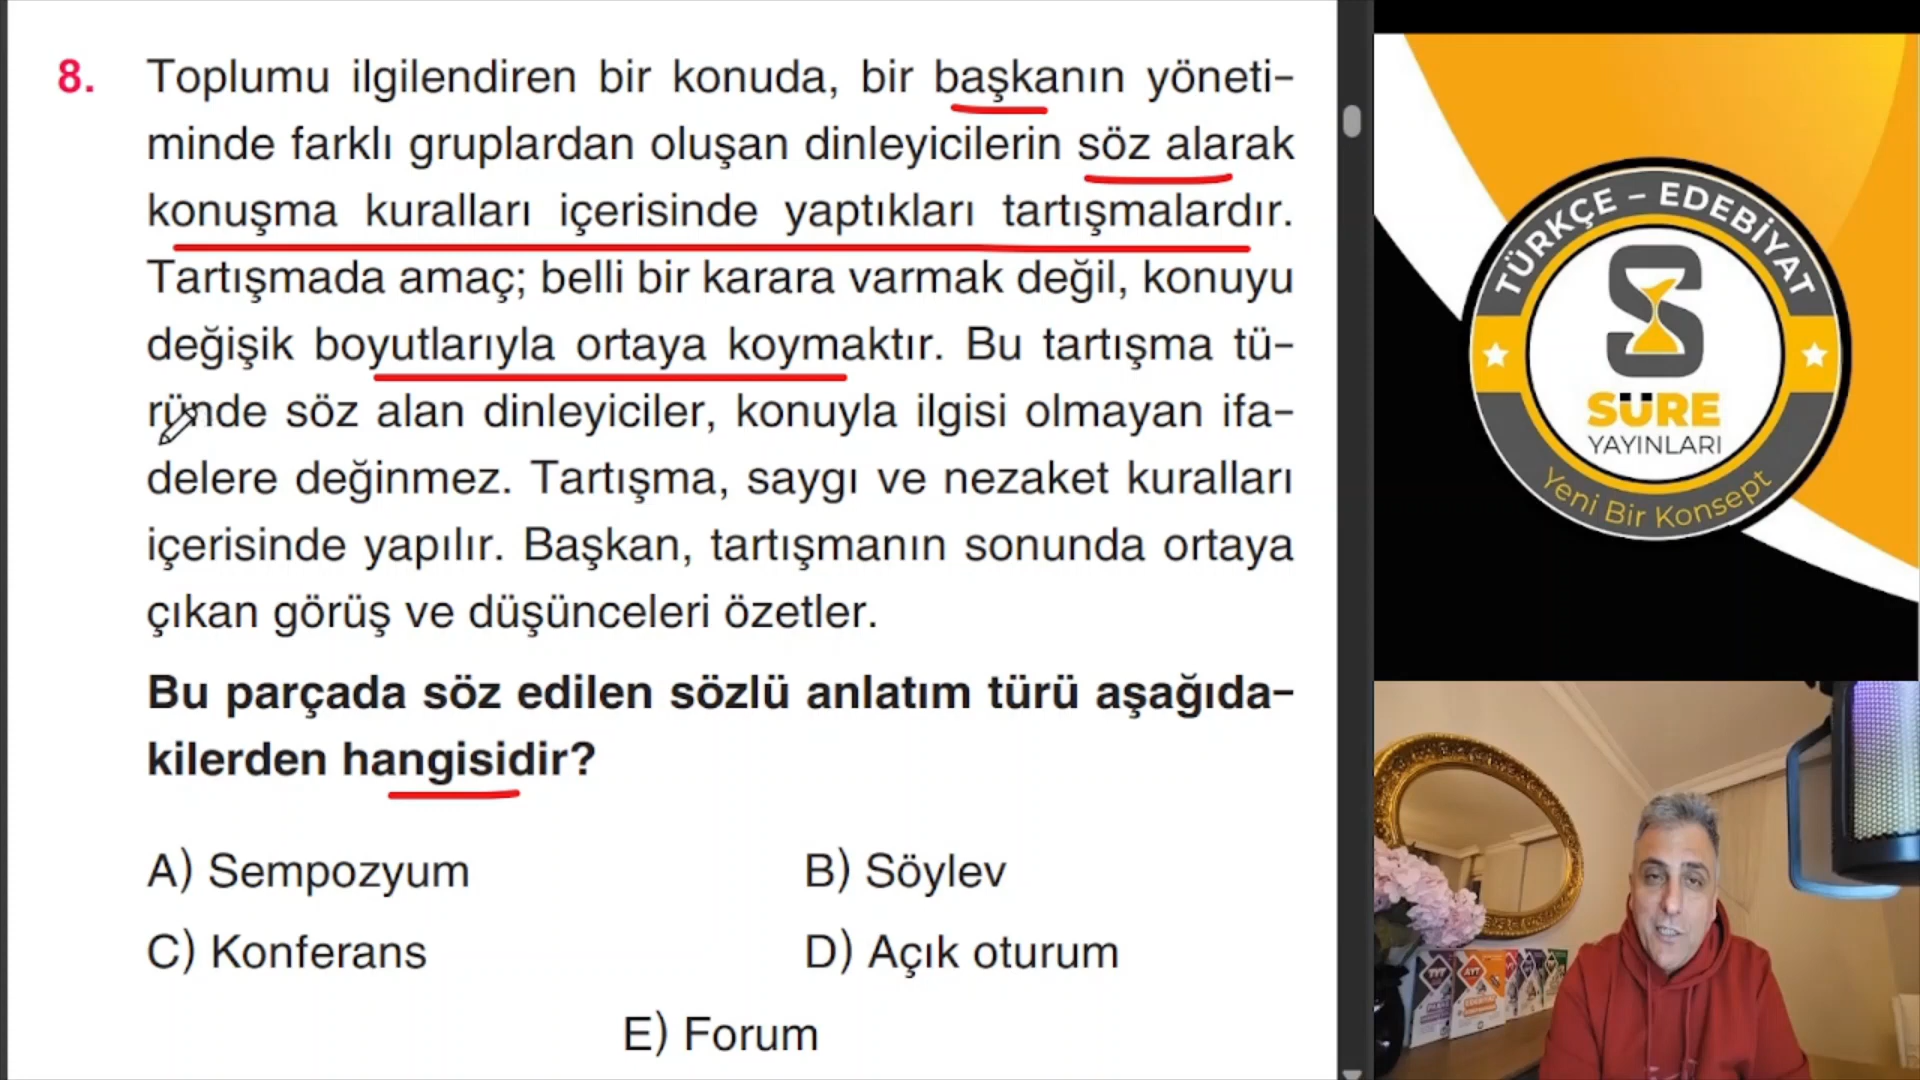 8. Toplumu ilgilendiren bir konuda, bir başkanın yöneti-
minde farklı gruplardan oluşan dinleyicilerin söz alarak
konuşma kuralları içerisinde yaptıkları tartışmalardır.
Tartışmada amaç; belli bir karara varmak değil, konuyu
değişik boyutlarıyla ortaya koymaktır. Bu tartışma tü-
ründe söz alan dinleyiciler, konuyla ilgisi olmayan ifa-
delere değinmez. Tartışma, saygı ve nezaket kuralları
içerisinde yapılır. Başkan, tartışmanın sonunda ortaya
çıkan görüş ve düşünceleri özetler.
Bu parçada söz edilen sözlü anlatım türü aşağıda-
kilerden hangisidir?
A) Sempozyum
B) Söylev
C) Konferans
D) Açık oturum
E) Forum
TÜRKÇE – EDEBİYAT
S
SÜRE
YAYINLARI
Yeni Bir Konsept
TYT
AYT